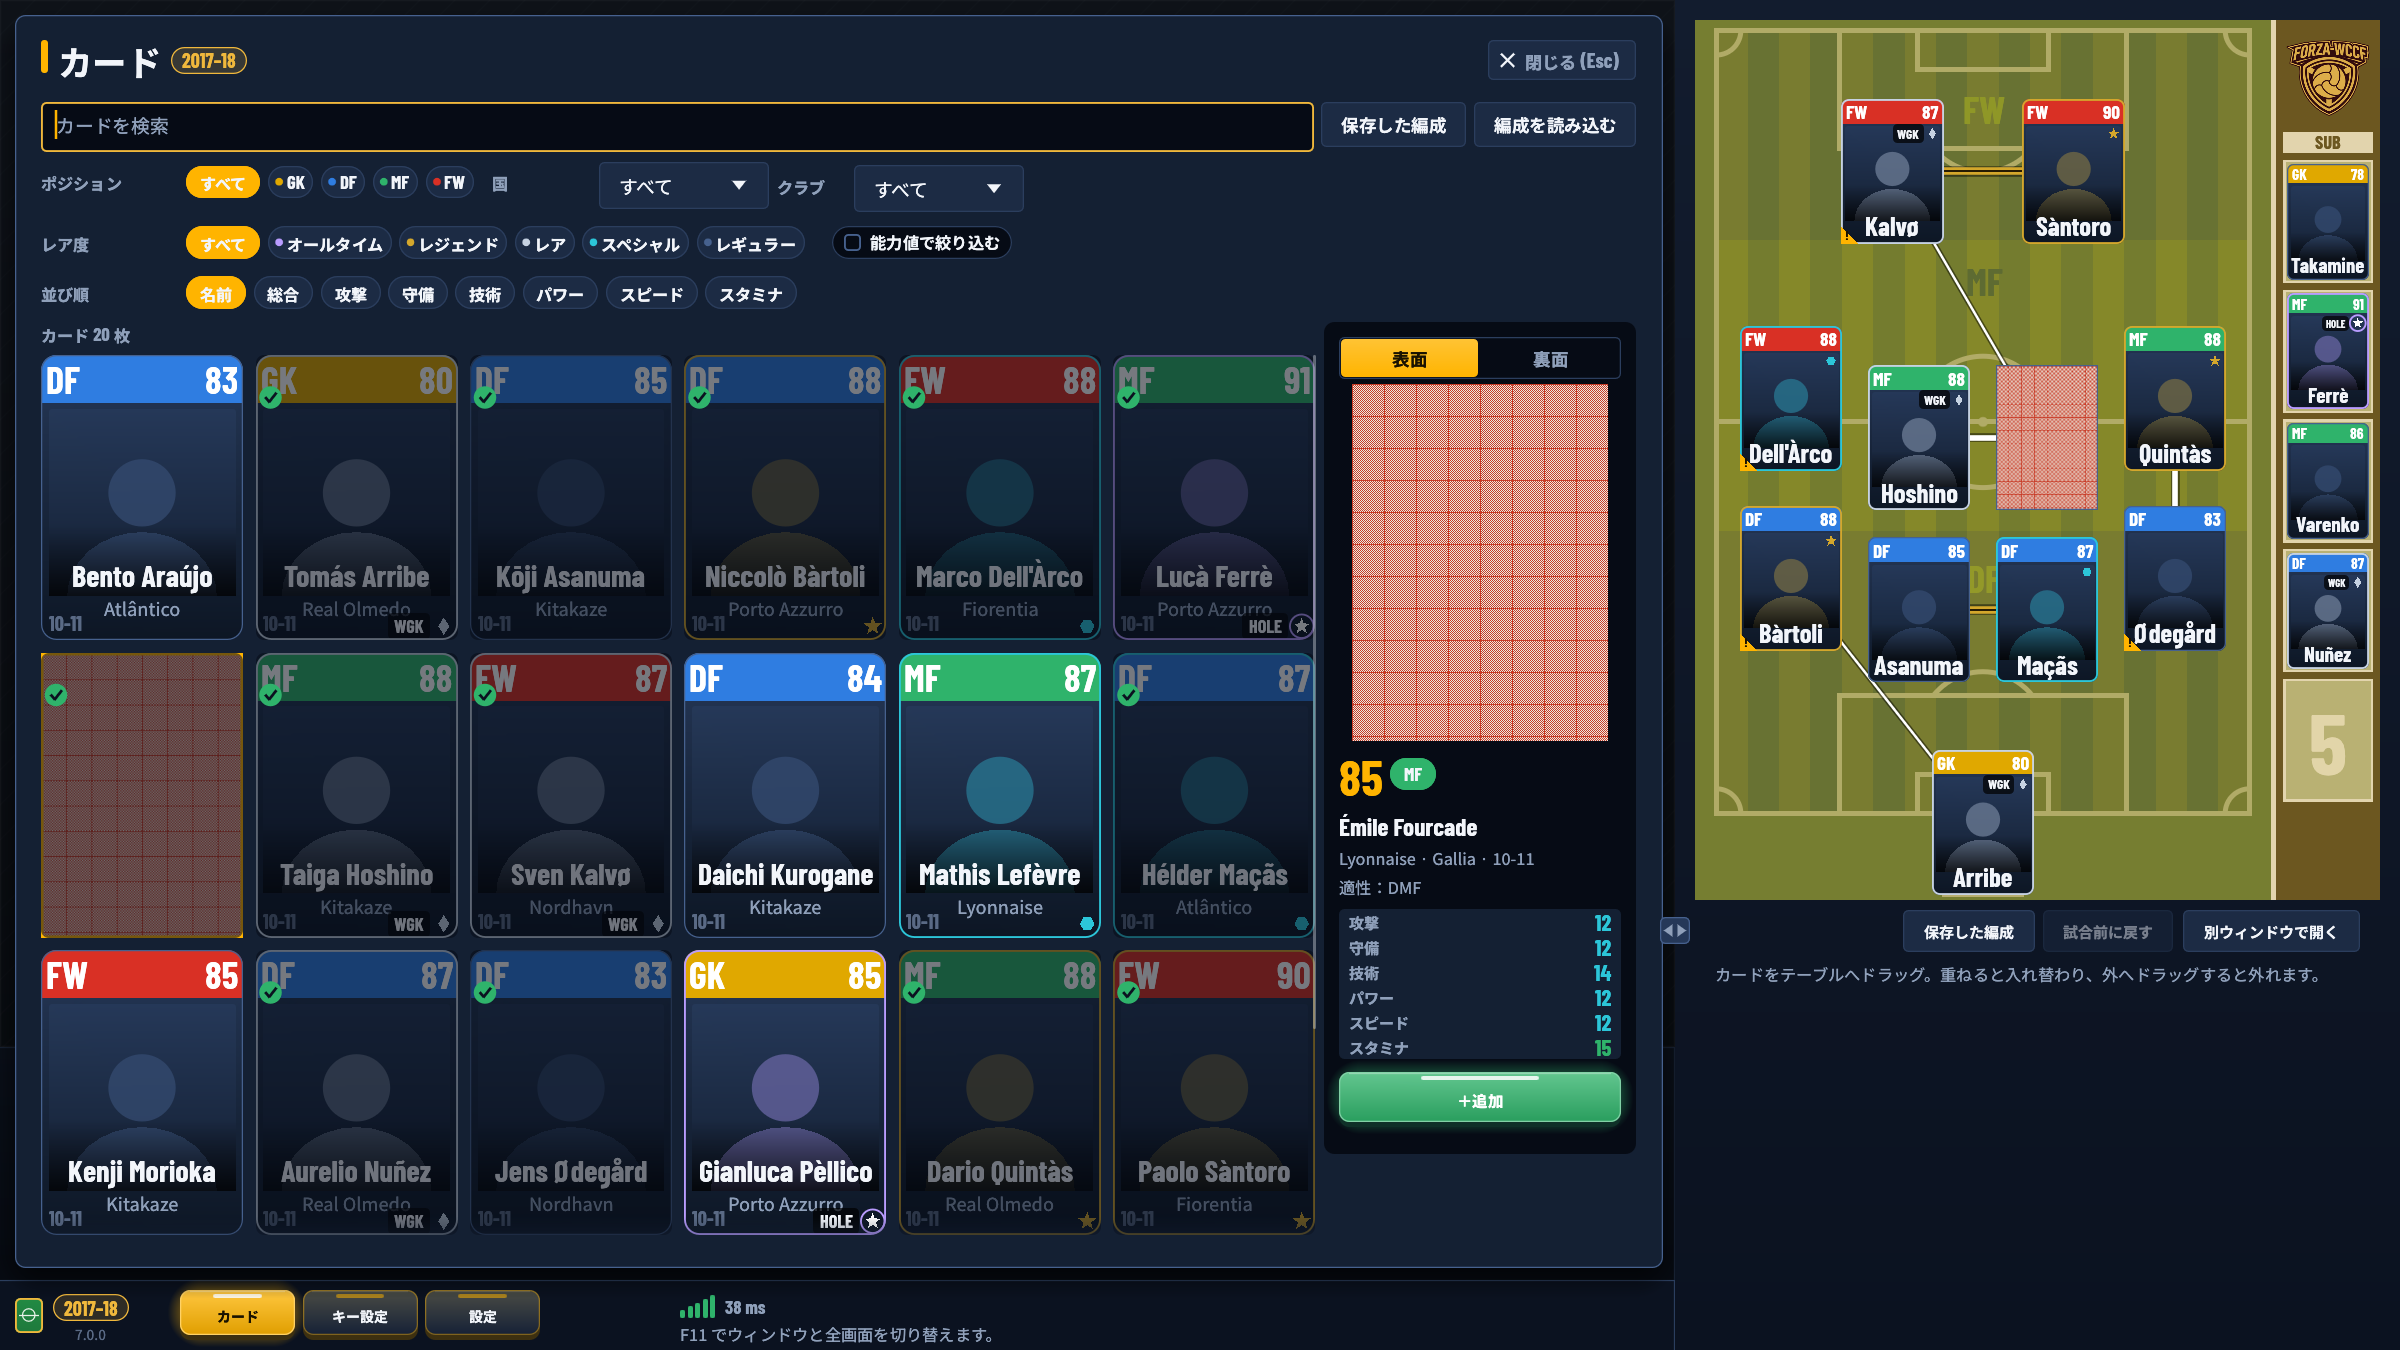 カード 2017-18
✕ 閉じる (Esc)
カードを検索
保存した編成
編成を読み込む
ポジション すべて GK DF MF FW 国 すべて クラブ すべて
レア度 すべて オールタイム レジェンド レア スペシャル レギュラー 能力値で絞り込む
並び順 名前 総合 攻撃 守備 技術 パワー スピード スタミナ
カード 20 枚
DF 83
Bento Araújo
Atlântico
10-11
GK 80
Tomás Arribe
Real Olmedo
10-11 WGK
DF 85
Kōji Asanuma
Kitakaze
10-11
DF 88
Niccolò Bàrtoli
Porto Azzurro
10-11
FW 88
Marco Dell'Àrco
Fiorentia
10-11
MF 91
Lucà Ferrè
Porto Azzurro
10-11 HOLE
MF 88
Taiga Hoshino
Kitakaze
10-11 WGK
FW 87
Sven Kalvø
Nordhavn
10-11 WGK
DF 84
Daichi Kurogane
Kitakaze
10-11
MF 87
Mathis Lefèvre
Lyonnaise
10-11
DF 87
Hélder Maçãs
Atlântico
10-11
FW 85
Kenji Morioka
Kitakaze
10-11
DF 87
Aurelio Nuñez
Real Olmedo
10-11 WGK
DF 83
Jens Ødegård
Nordhavn
10-11
GK 85
Gianluca Pèllico
Porto Azzurro
10-11 HOLE
MF 88
Dario Quintàs
Real Olmedo
10-11
FW 90
Paolo Sàntoro
Fiorentia
10-11
表面 裏面
85 MF
Émile Fourcade
Lyonnaise · Gallia · 10-11
適性：DMF
攻撃 12
守備 12
技術 14
パワー 12
スピード 12
スタミナ 15
＋追加
FW
MF
DF
FW 87
WGK
Kalvø
FW 90
Sàntoro
FW 88
Dell'Àrco
MF 88
WGK
Hoshino
MF 88
Quintàs
DF 88
Bàrtoli
DF 85
Asanuma
DF 87
Maçãs
DF 83
Ødegård
GK 80
WGK
Arribe
FORZA-WCCF
SUB
GK 78
Takamine
MF 91
HOLE
Ferrè
MF 86
Varenko
DF 87
WGK
Nuñez
5
保存した編成 試合前に戻す 別ウィンドウで開く
カードをテーブルへドラッグ。重ねると入れ替わり、外へドラッグすると外れます。
2017-18
7.0.0
カード キー設定 設定
38 ms
F11 でウィンドウと全画面を切り替えます。